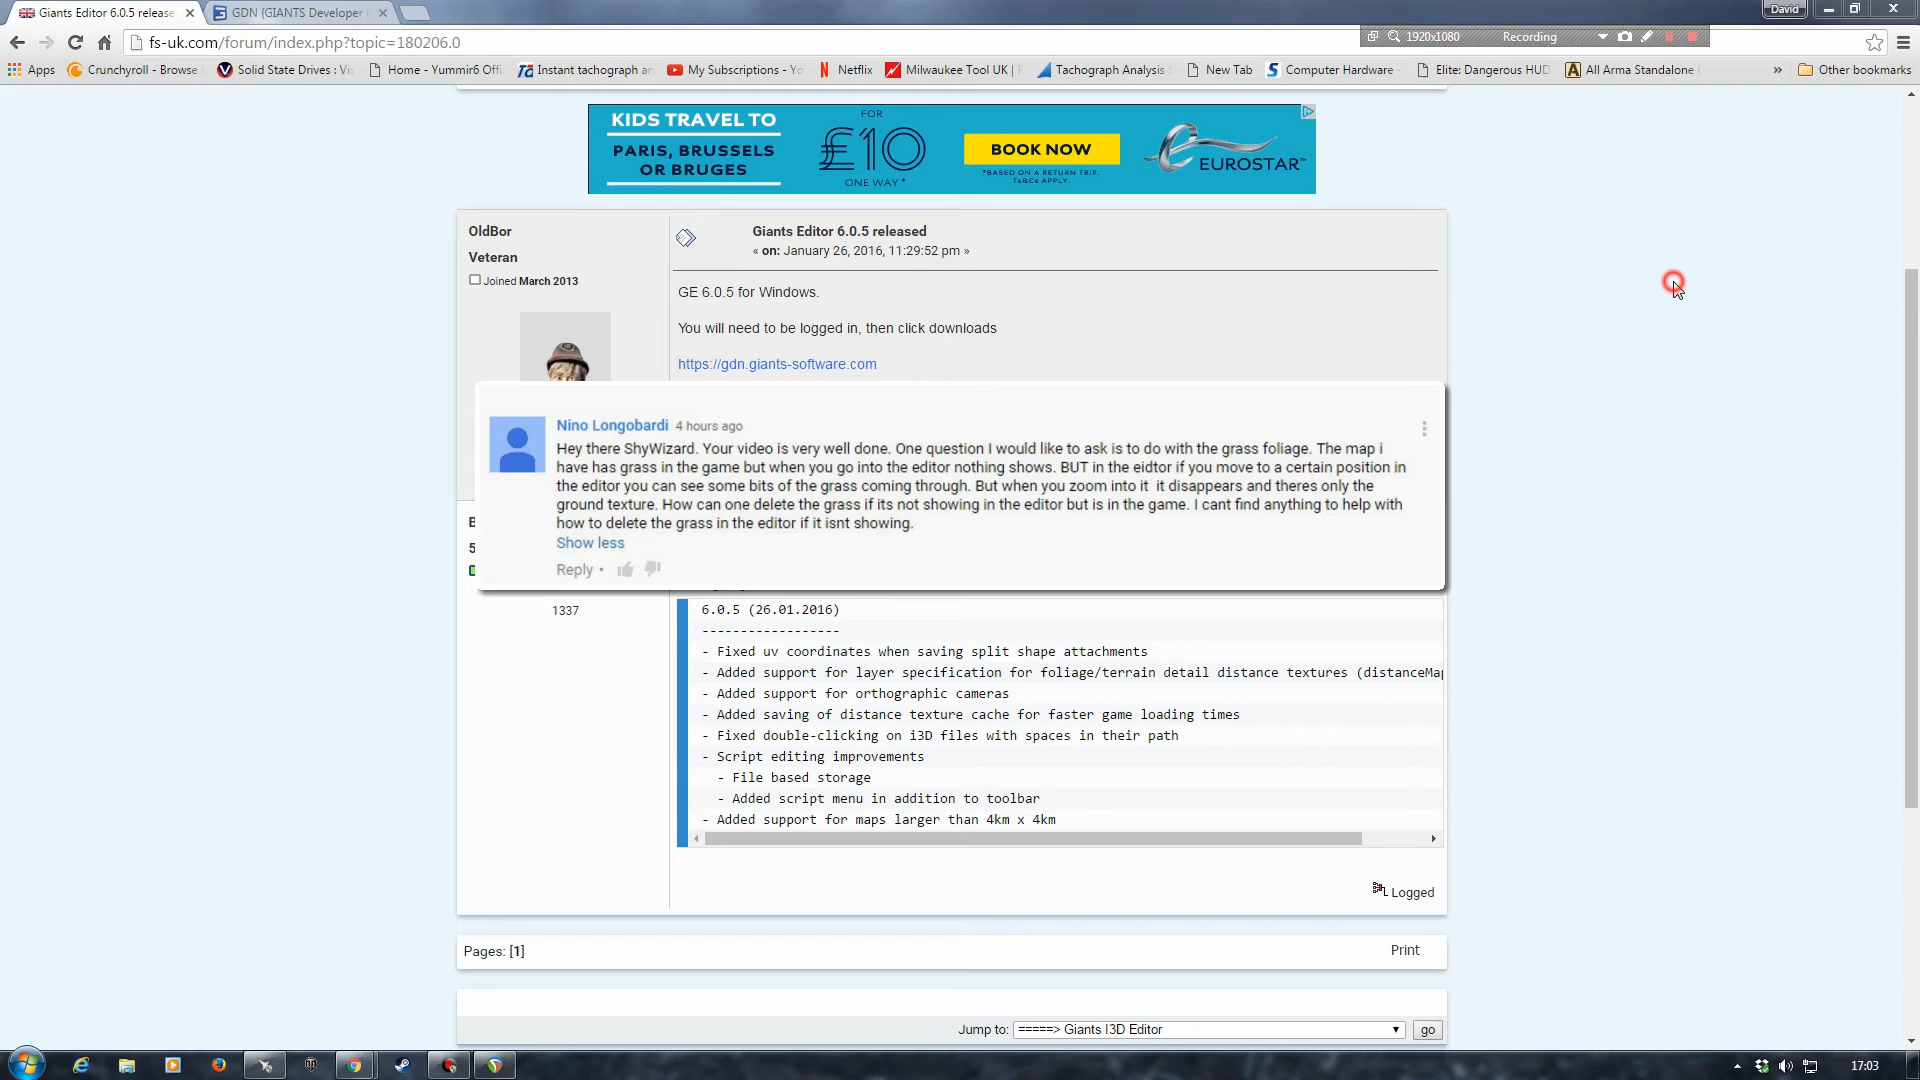 Giants Editor 6.0.5 release
GDN {GIANTS Developer
David
fs-uk.com/forum/index.php?topic=180206.0
1920x1080
Recording
Apps
Crunchyroll - Browse
Solid State Drives : Vis
Home - Yummir6 Offi
Instant tachograph an
My Subscriptions - Yo
Netflix
Milwaukee Tool UK |
Tachograph Analysis
New Tab
Computer Hardware
Elite: Dangerous HUD
All Arma Standalone (
»
Other bookmarks
KIDS TRAVEL TO
PARIS, BRUSSELS
OR BRUGES
FOR
£10
ONE WAY*
BOOK NOW
*BASED ON A RETURN TRIP.
Ts&Cs APPLY.
EUROSTAR™
OldBor
Veteran
Joined March 2013
Giants Editor 6.0.5 released
« on: January 26, 2016, 11:29:52 pm »
GE 6.0.5 for Windows.
You will need to be logged in, then click downloads
https://gdn.giants-software.com
Nino Longobardi 4 hours ago
Hey there ShyWizard. Your video is very well done. One question I would like to ask is to do with the grass foliage. The map i
have has grass in the game but when you go into the editor nothing shows. BUT in the eidtor if you move to a certain position in
the editor you can see some bits of the grass coming through. But when you zoom into it it disappears and theres only the
ground texture. How can one delete the grass if its not showing in the editor but is in the game. I cant find anything to help with
how to delete the grass in the editor if it isnt showing.
Show less
Reply •
B
5
1337
6.0.5 (26.01.2016)
------------------
- Fixed uv coordinates when saving split shape attachments
- Added support for layer specification for foliage/terrain detail distance textures (distanceMap
- Added support for orthographic cameras
- Added saving of distance texture cache for faster game loading times
- Fixed double-clicking on i3D files with spaces in their path
- Script editing improvements
- File based storage
- Added script menu in addition to toolbar
- Added support for maps larger than 4km x 4km
Logged
Pages: [1]
Print
Jump to:
=====> Giants I3D Editor
go
17:03